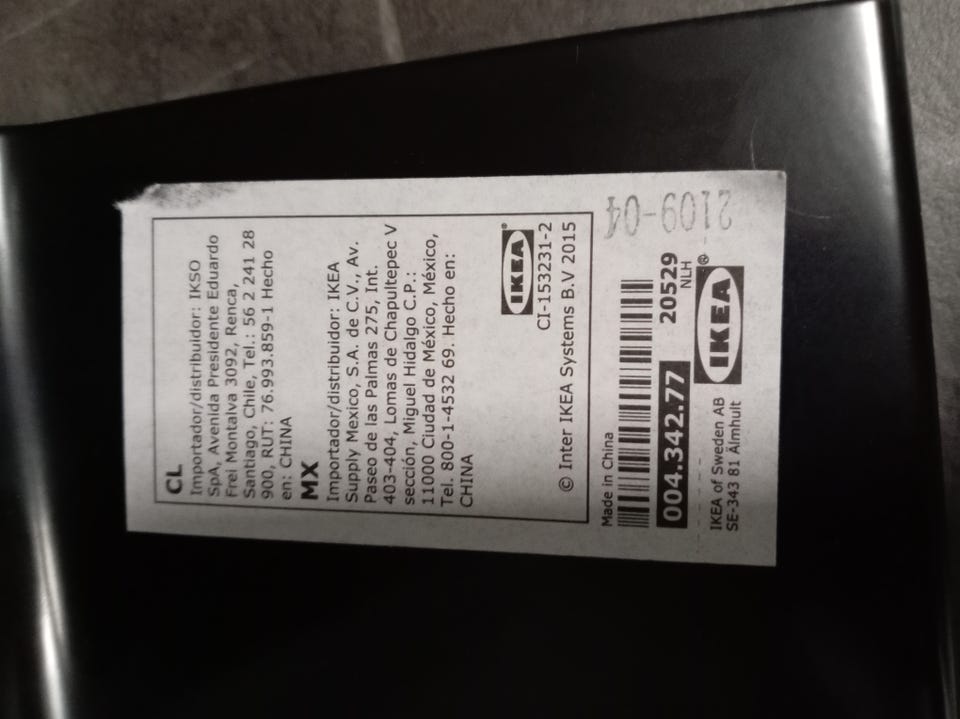 CL
Importador/distribuidor: IKSO
SpA, Avenida Presidente Eduardo
Frei Montalva 3092, Renca,
Santiago, Chile, Tel.: 56 2 241 28
900, RUT: 76.993.859-1 Hecho
en: CHINA
MX
Importador/distribuidor: IKEA
Supply Mexico, S.A. de C.V., Av.
Paseo de las Palmas 275, Int.
403-404, Lomas de Chapultepec V
sección, Miguel Hidalgo C.P.:
11000 Ciudad de México, México,
Tel. 800-1-4532 69. Hecho en:
CHINA
IKEA®
CI-153231-2
© Inter IKEA Systems B.V 2015
Made in China
004.342.77
20529
NLH
IKEA of Sweden AB
SE-343 81 Älmhult
IKEA®
2109-04